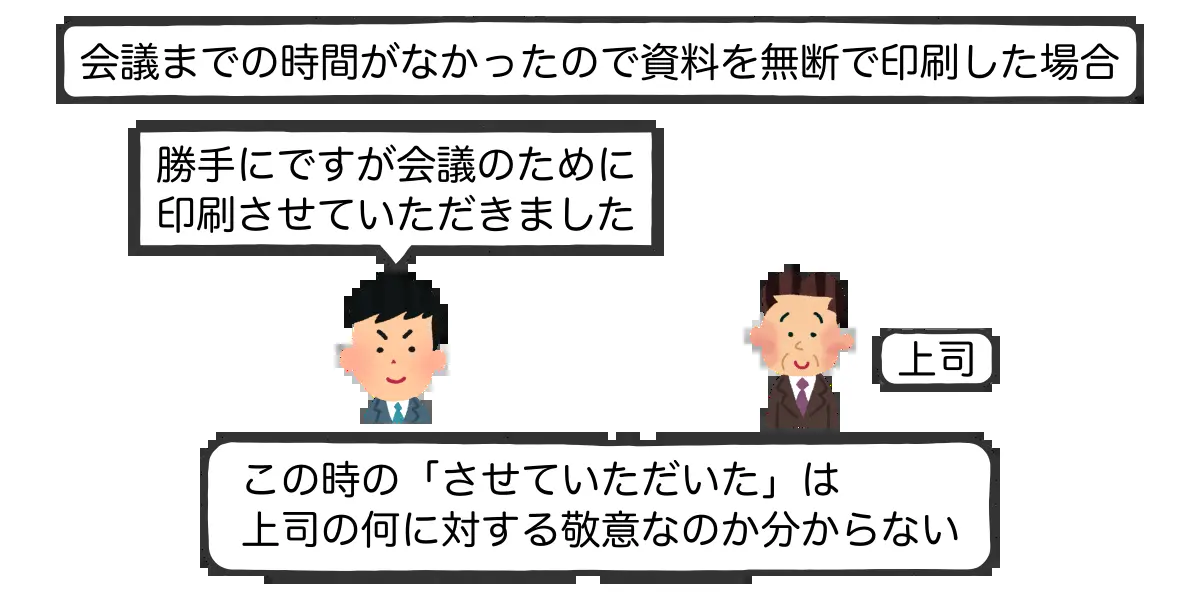 会議までの時間がなかったので資料を無断で印刷した場合
勝手にですが会議のために
印刷させていただきました
上司
この時の「させていただいた」は
上司の何に対する敬意なのか分からない